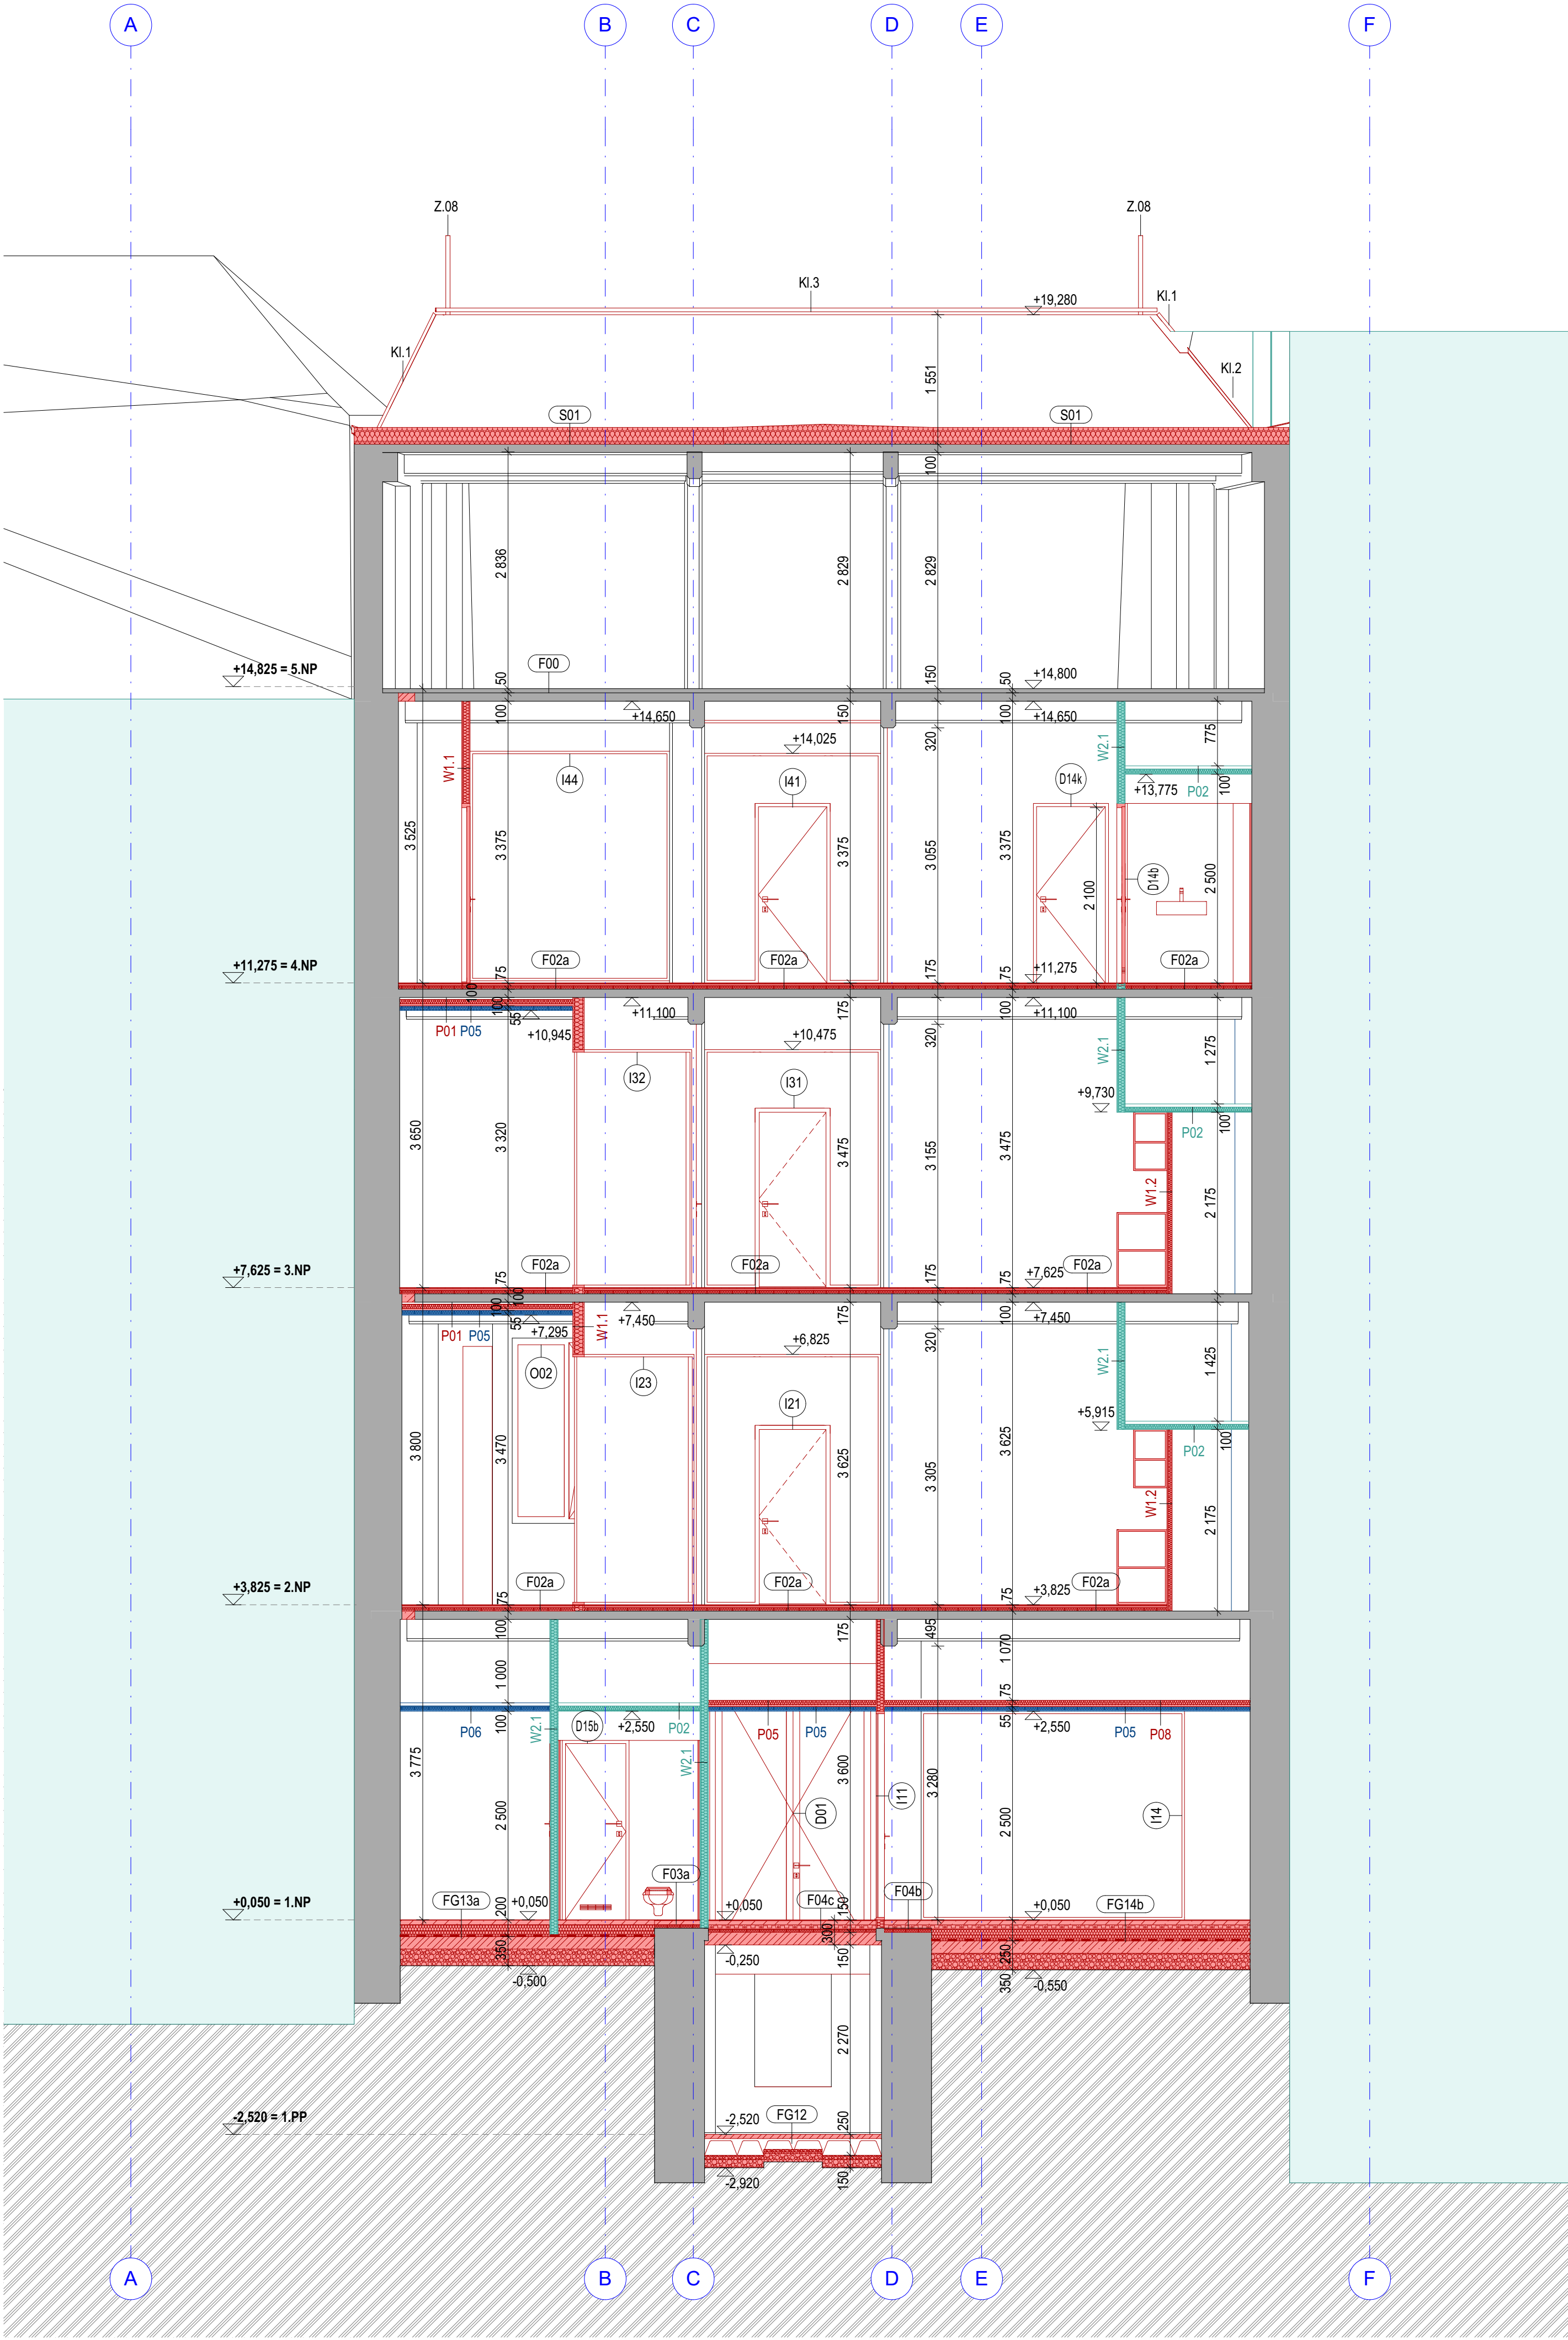 A B C D E F
Z.08 Z.08
Kl.3
+19,280
Kl.1
Kl.1
Kl.2
1 551
S01 S01
100
2 836 2 829 2 829
+14,825 = 5.NP
F00
50 150 50
+14,800
100 150 100
+14,650 +14,650
320 775
W1.1 W2.1
+14,025
I44 I41 D14k
+13,775 P02 100
3 525 3 375 3 375 3 055 3 375
2 100 D14b 2 500
+11,275 = 4.NP
F02a F02a F02a
75 175 75
+11,275
100 100 55
P01 P05
+10,945
+11,100 +11,100
175 100
320
+10,475
W2.1
1 275
I32 I31
+9,730
P02 100
3 650 3 320 3 475 3 155 3 475
W1.2 2 175
+7,625 = 3.NP
F02a F02a F02a
75 175 75
+7,625
100 100 55
P01 P05
+7,295
W1.1
+7,450 +7,450
175 100
320
+6,825
W2.1
1 425
O02 I23 I21
+5,915
P02 100
3 800 3 470 3 625 3 305 3 625
W1.2 2 175
+3,825 = 2.NP
F02a F02a F02a
75 75
+3,825
100 175 495
1 000 1 070
75
P06 W2.1 D15b +2,550 P02 W2.1 P05 P05 +2,550 P05 P08
100 55
3 775 3 600 3 280
2 500 D01 I11 2 500 I14
F03a
+0,050 = 1.NP
FG13a +0,050 +0,050 F04c F04b +0,050 FG14b
200 150
300
350 150 250
-0,250
-0,500 350 -0,550
2 270
-2,520 = 1.PP
-2,520 FG12 250
-2,920 150
A B C D E F